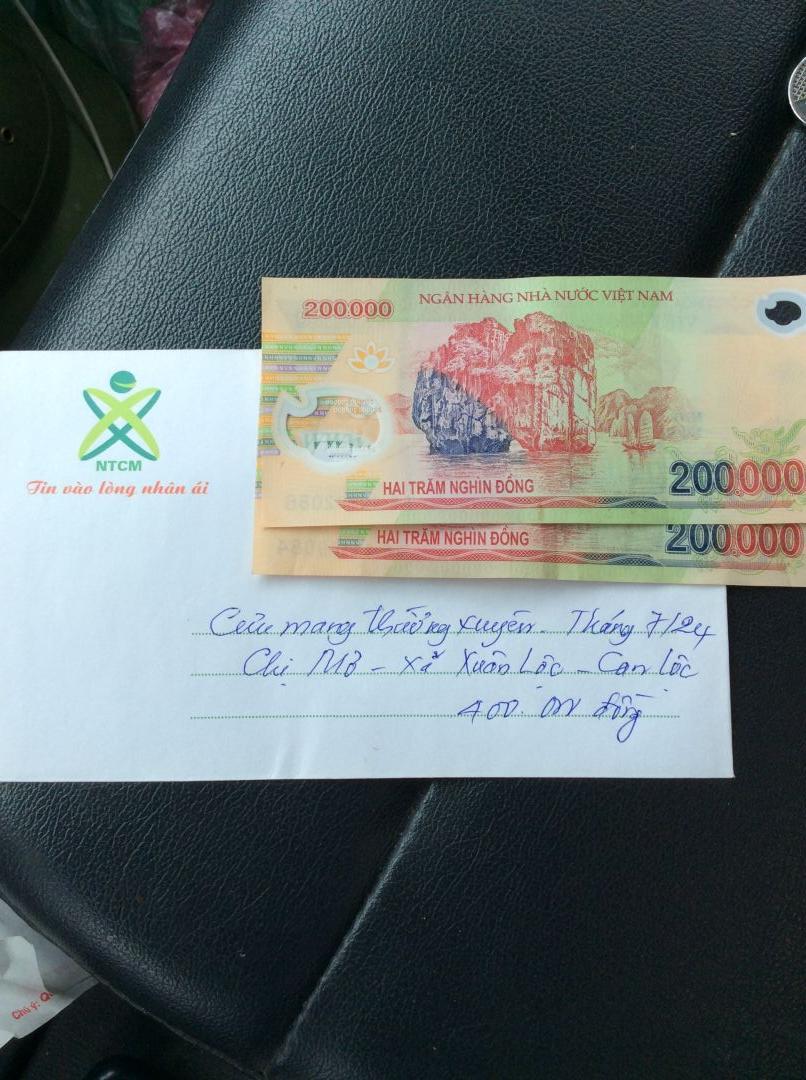 200.000
NGÂN HÀNG NHÀ NƯỚC VIỆT NAM
HAI TRĂM NGHÌN ĐỒNG
200.000
HAI TRĂM NGHÌN ĐỒNG
200.000
NTCM
Tin vào lòng nhân ái
Cưu mang thường xuyên - Tháng 7/24
Chị Mơ - xã Xuân Lộc - Can Lộc
400. đồng
Chú ý: